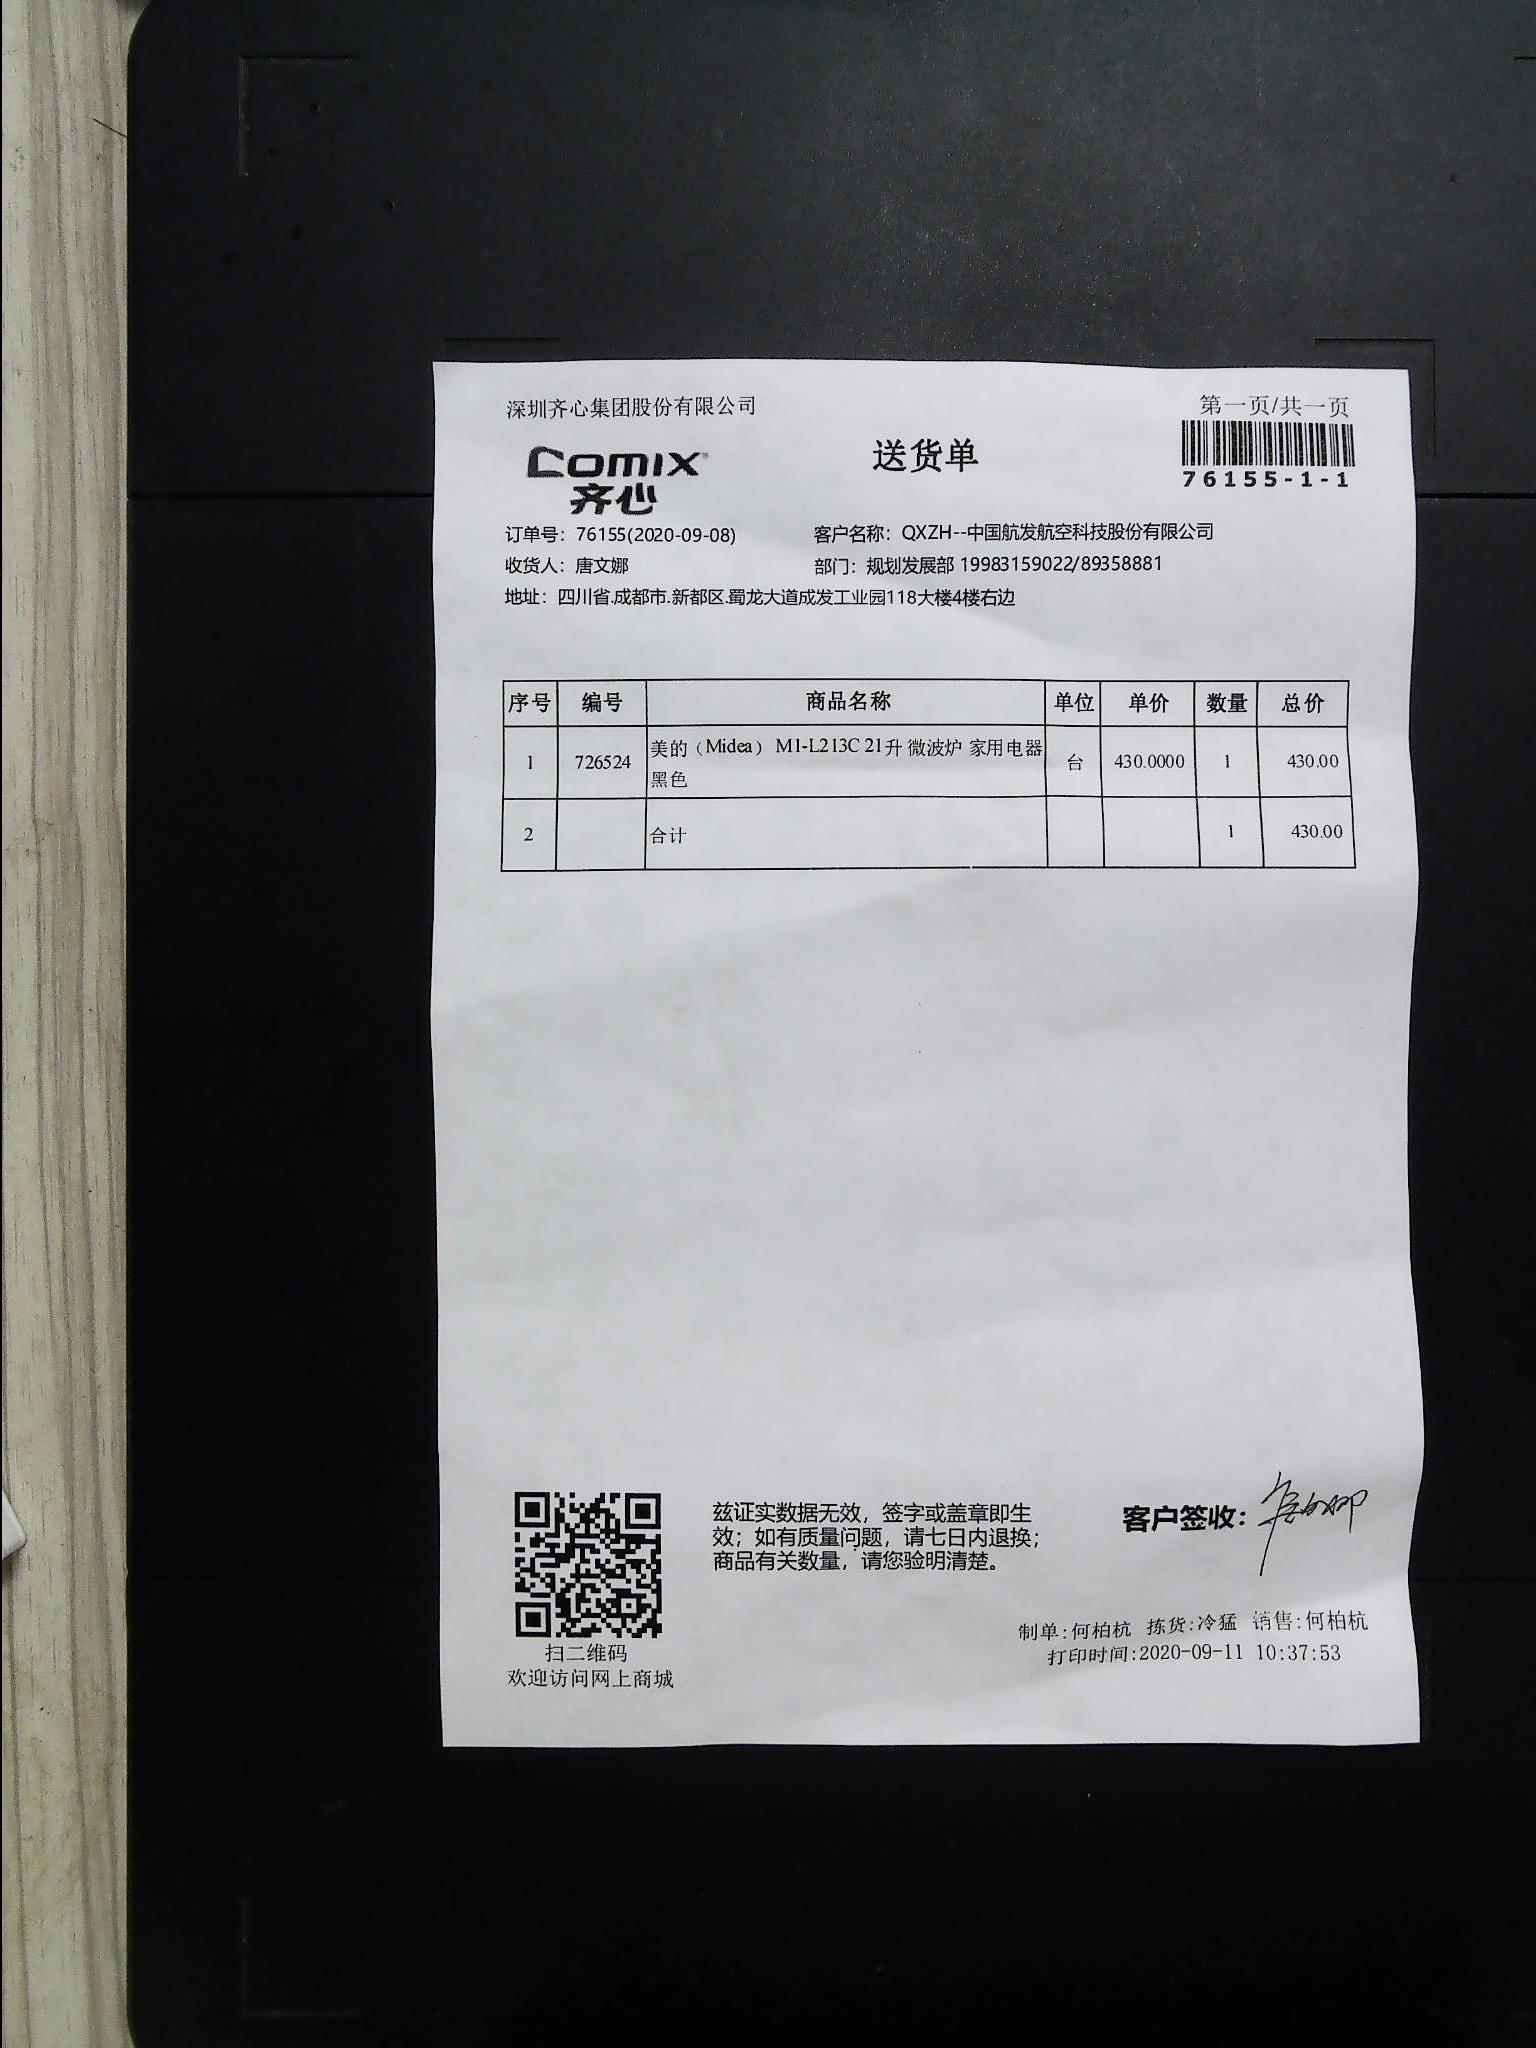 深圳齐心集团股份有限公司
第一页/共一页
comix
齐心
送货单
76155-1-1
订单号：76155(2020-09-08) 客户名称：QXZH--中国航发航空科技股份有限公司
收货人：唐文娜 部门：规划发展部 19983159022/89358881
地址：四川省.成都市.新都区.蜀龙大道成发工业园118大楼4楼右边
序号 编号 商品名称 单位 单价 数量 总价
1 726524 美的（Midea） M1-L213C 21升 微波炉 家用电器 黑色 台 430.0000 1 430.00
2 合计 1 430.00
兹证实数据无效，签字或盖章即生
效；如有质量问题，请七日内退换；
商品有关数量，请您验明清楚。
客户签收：
制单:何柏杭 拣货:冷猛 销售:何柏杭
打印时间:2020-09-11 10:37:53
扫二维码
欢迎访问网上商城